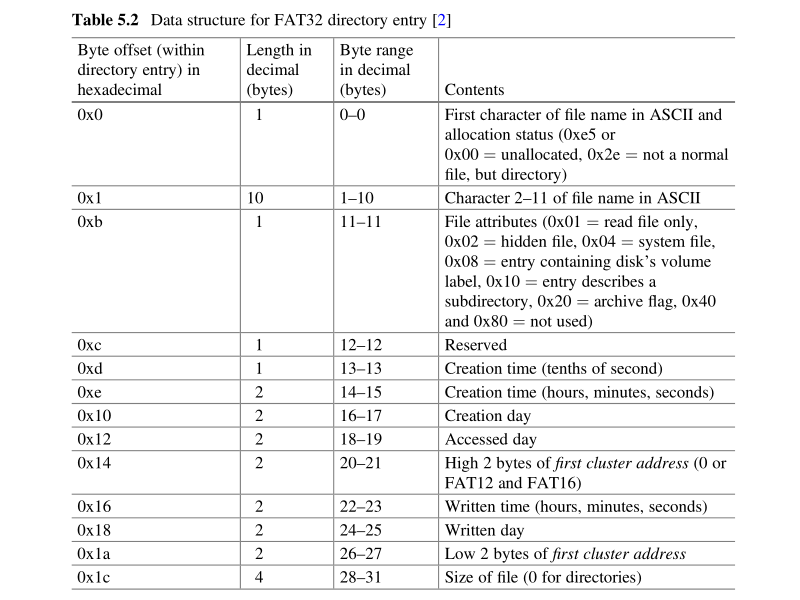 Table 5.2 Data structure for FAT32 directory entry [2]
Byte offset (within directory entry) in hexadecimal | Length in decimal (bytes) | Byte range in decimal (bytes) | Contents
0x0 | 1 | 0–0 | First character of file name in ASCII and
allocation status (0xe5 or
0x00 = unallocated, 0x2e = not a normal
file, but directory)
0x1 | 10 | 1–10 | Character 2–11 of file name in ASCII
0xb | 1 | 11–11 | File attributes (0x01 = read file only,
0x02 = hidden file, 0x04 = system file,
0x08 = entry containing disk's volume
label, 0x10 = entry describes a
subdirectory, 0x20 = archive flag, 0x40
and 0x80 = not used)
0xc | 1 | 12–12 | Reserved
0xd | 1 | 13–13 | Creation time (tenths of second)
0xe | 2 | 14–15 | Creation time (hours, minutes, seconds)
0x10 | 2 | 16–17 | Creation day
0x12 | 2 | 18–19 | Accessed day
0x14 | 2 | 20–21 | High 2 bytes of first cluster address (0 or
FAT12 and FAT16)
0x16 | 2 | 22–23 | Written time (hours, minutes, seconds)
0x18 | 2 | 24–25 | Written day
0x1a | 2 | 26–27 | Low 2 bytes of first cluster address
0x1c | 4 | 28–31 | Size of file (0 for directories)